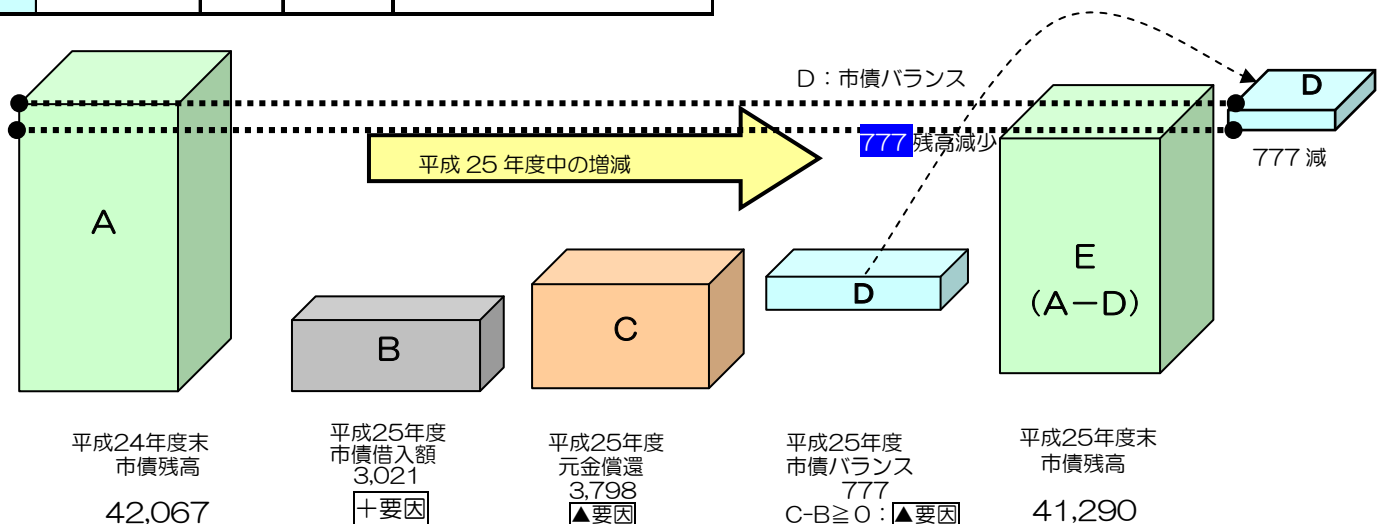 D：市債バランス
D
777残高減少
777 減
平成 25 年度中の増減
A
B
C
D
E
(A－D)
平成24年度末
市債残高
42,067
平成25年度
市債借入額
3,021
＋要因
平成25年度
元金償還
3,798
▲要因
平成25年度
市債バランス
777
C-B≧0：▲要因
平成25年度末
市債残高
41,290